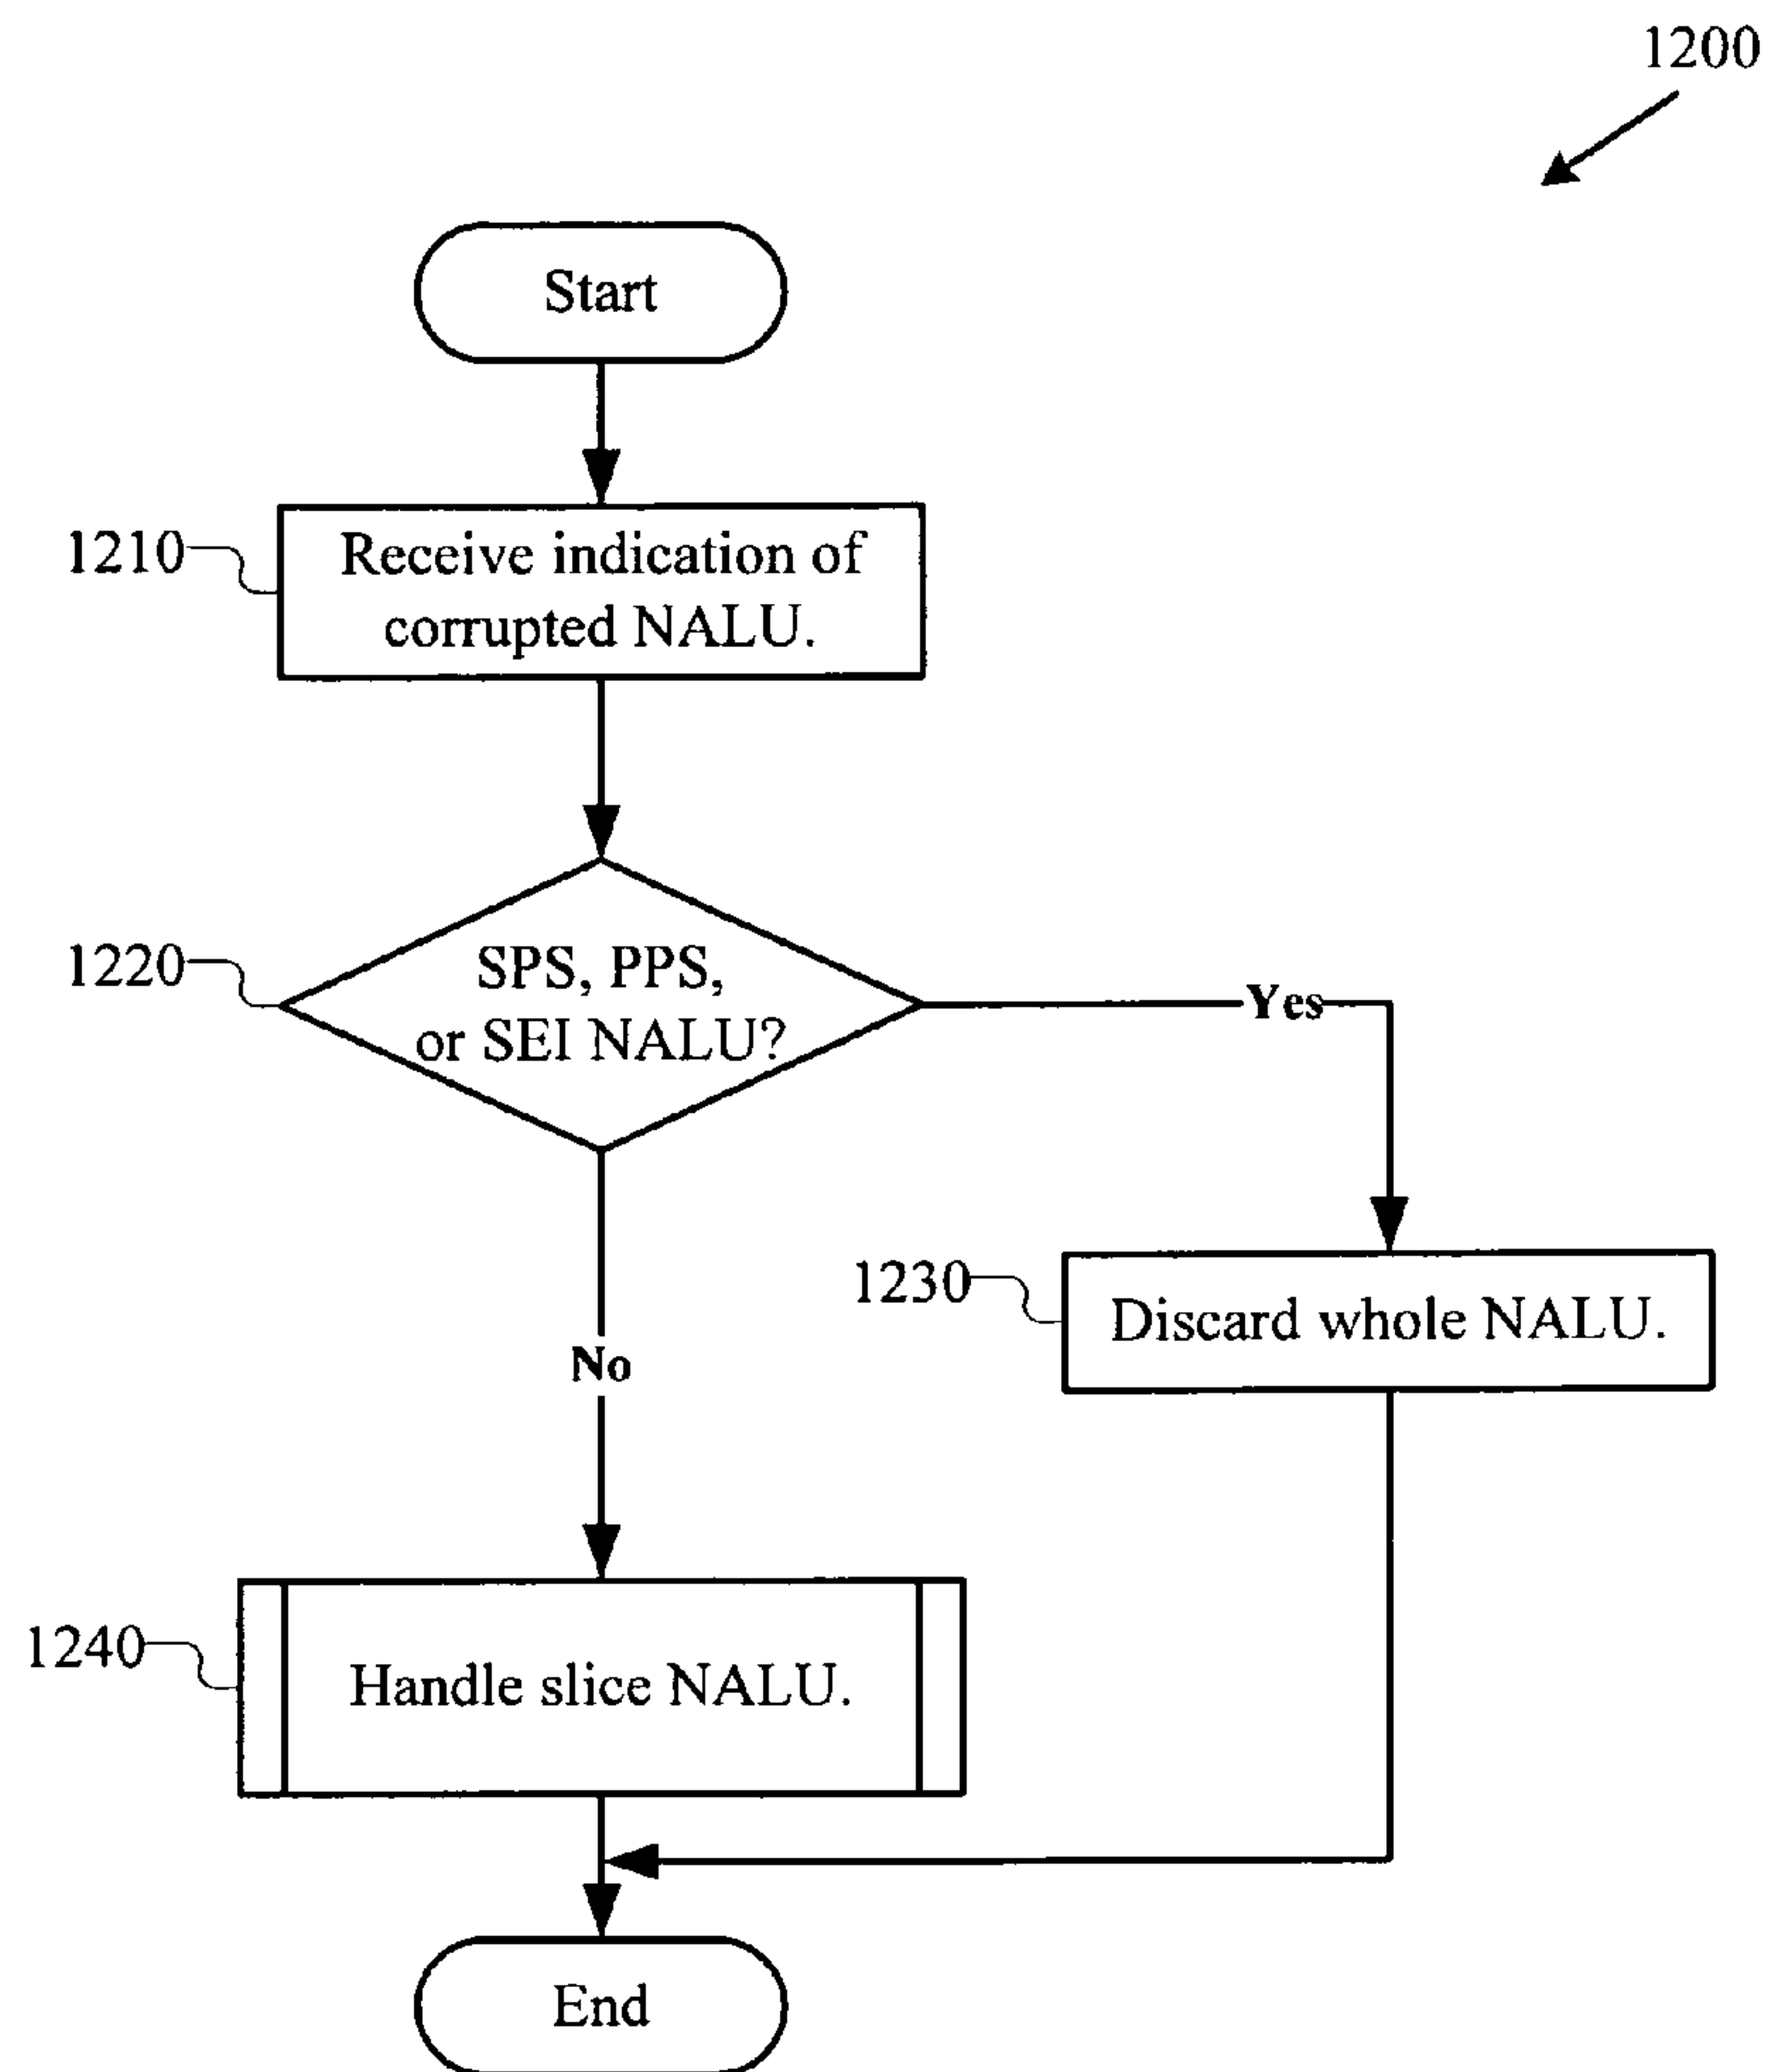 1200
Start
1210
Receive indication of
corrupted NALU.
1220
SPS, PPS,
or SEI NALU?
Yes
1230
Discard whole NALU.
No
1240
Handle slice NALU.
End